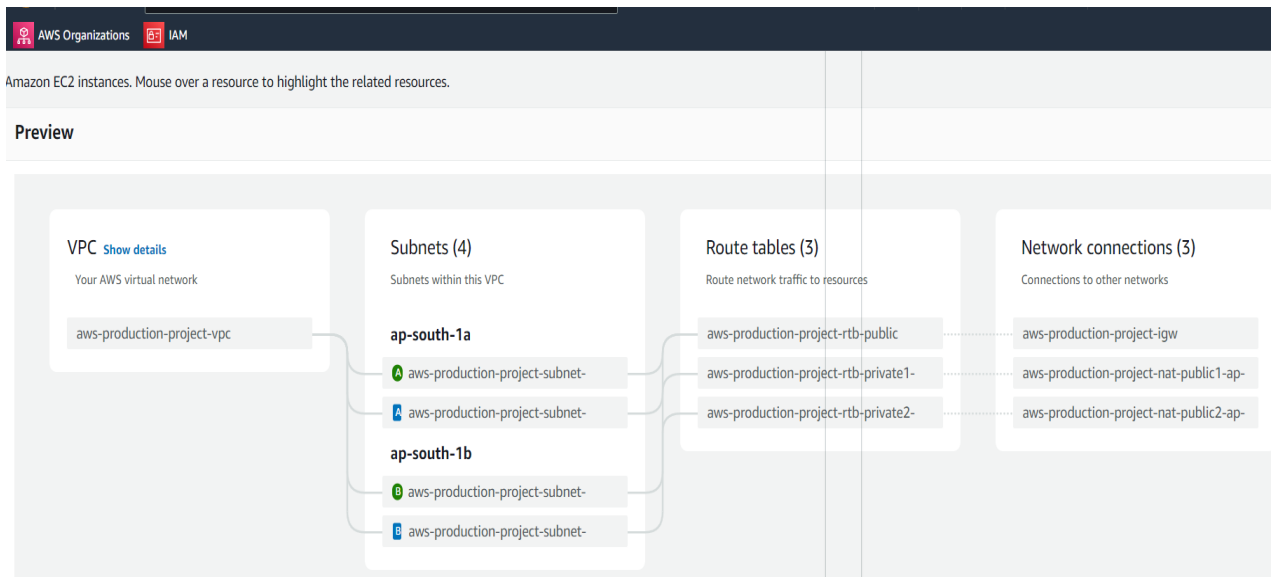 AWS Organizations IAM
Amazon EC2 instances. Mouse over a resource to highlight the related resources.
Preview
VPC Show details
Your AWS virtual network
aws-production-project-vpc
Subnets (4)
Subnets within this VPC
ap-south-1a
A aws-production-project-subnet-
A aws-production-project-subnet-
ap-south-1b
B aws-production-project-subnet-
B aws-production-project-subnet-
Route tables (3)
Route network traffic to resources
aws-production-project-rtb-public
aws-production-project-rtb-private1-
aws-production-project-rtb-private2-
Network connections (3)
Connections to other networks
aws-production-project-igw
aws-production-project-nat-public1-ap-
aws-production-project-nat-public2-ap-